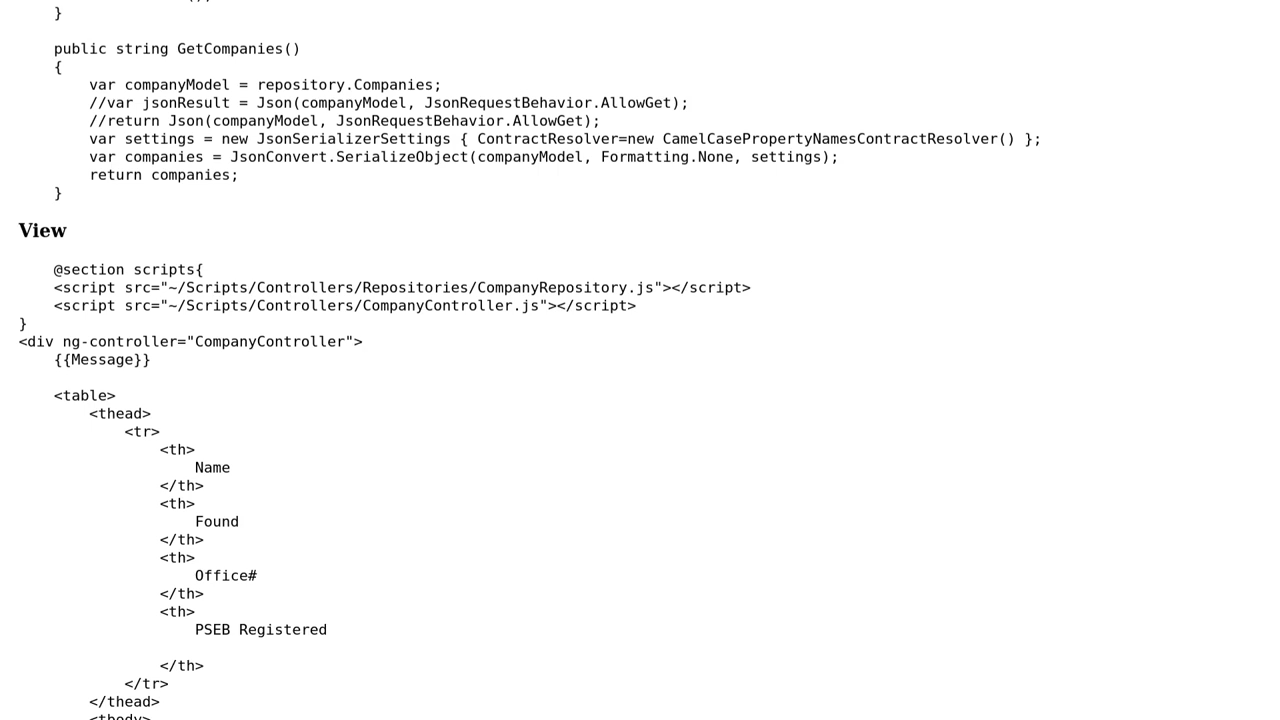 }
public string GetCompanies()
{
var companyModel = repository.Companies;
//var jsonResult = Json(companyModel, JsonRequestBehavior.AllowGet);
//return Json(companyModel, JsonRequestBehavior.AllowGet);
var settings = new JsonSerializerSettings { ContractResolver=new CamelCasePropertyNamesContractResolver() };
var companies = JsonConvert.SerializeObject(companyModel, Formatting.None, settings);
return companies;
}
View
@section scripts{
<script src="~/Scripts/Controllers/Repositories/CompanyRepository.js"></script>
<script src="~/Scripts/Controllers/CompanyController.js"></script>
}
<div ng-controller="CompanyController">
{{Message}}
<table>
<thead>
<tr>
<th>
Name
</th>
<th>
Found
</th>
<th>
Office#
</th>
<th>
PSEB Registered
</th>
</tr>
</thead>
<tbody>